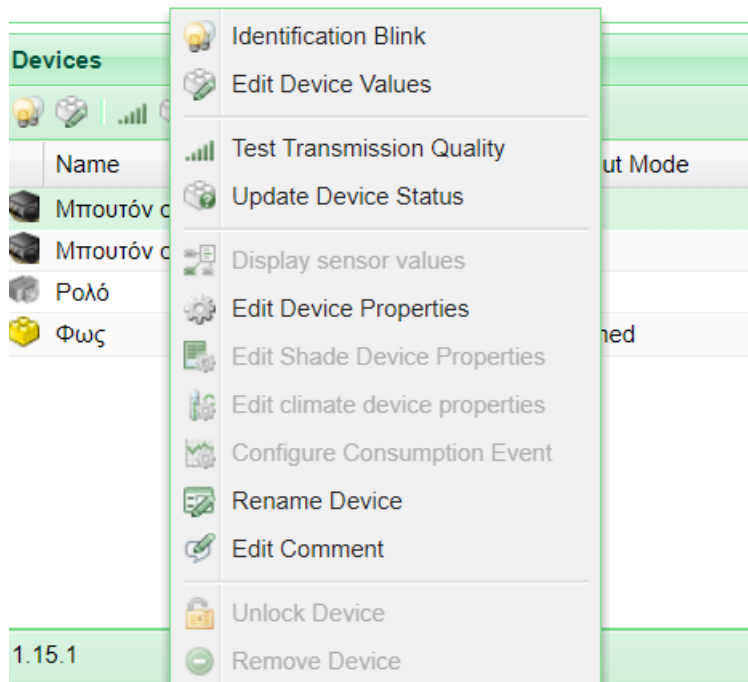 Identification Blink
Devices
Edit Device Values
Test Transmission Quality
Name
ut Mode
Update Device Status
Μπουτόν
Μπουτόν
Display sensor values
Ρολό
Edit Device Properties
Φως
ned
Edit Shade Device Properties
Edit climate device properties
Configure Consumption Event
Rename Device
Edit Comment
Unlock Device
1.15.1
Remove Device